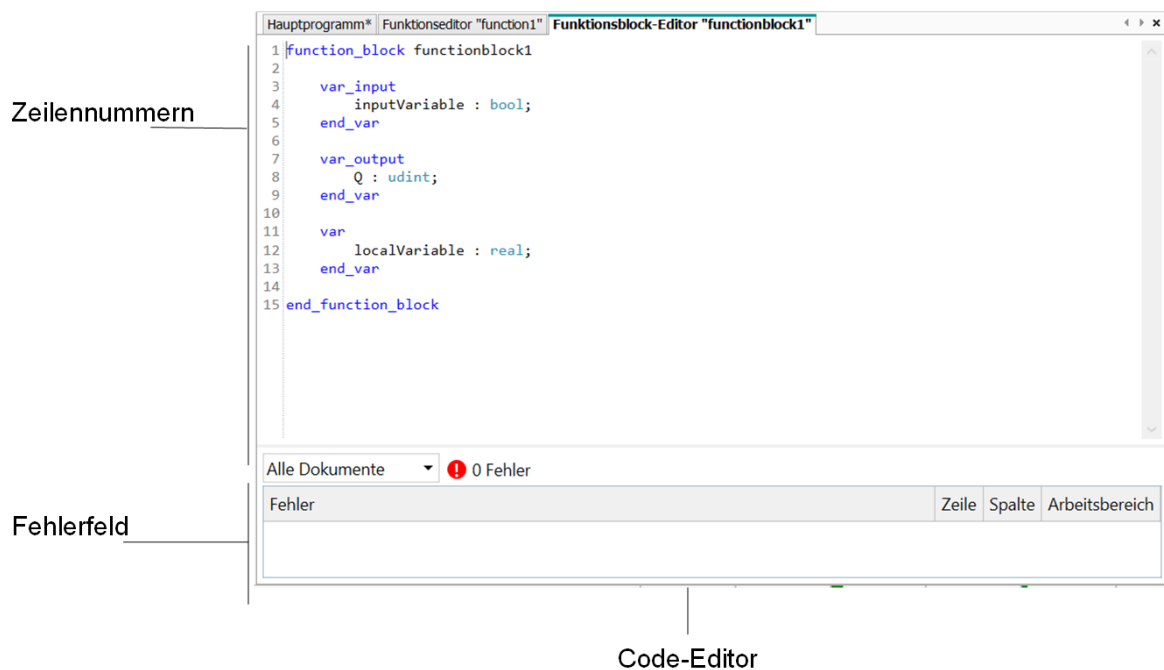 Hauptprogramm* Funktionseditor "function1" Funktionsblock-Editor "functionblock1"
Zeilennummern
1 function_block functionblock1
2
3 var_input
4 inputVariable : bool;
5 end_var
6
7 var_output
8 Q : udint;
9 end_var
10
11 var
12 localVariable : real;
13 end_var
14
15 end_function_block
Alle Dokumente 0 Fehler
Fehler Zeile Spalte Arbeitsbereich
Fehlerfeld
Code-Editor